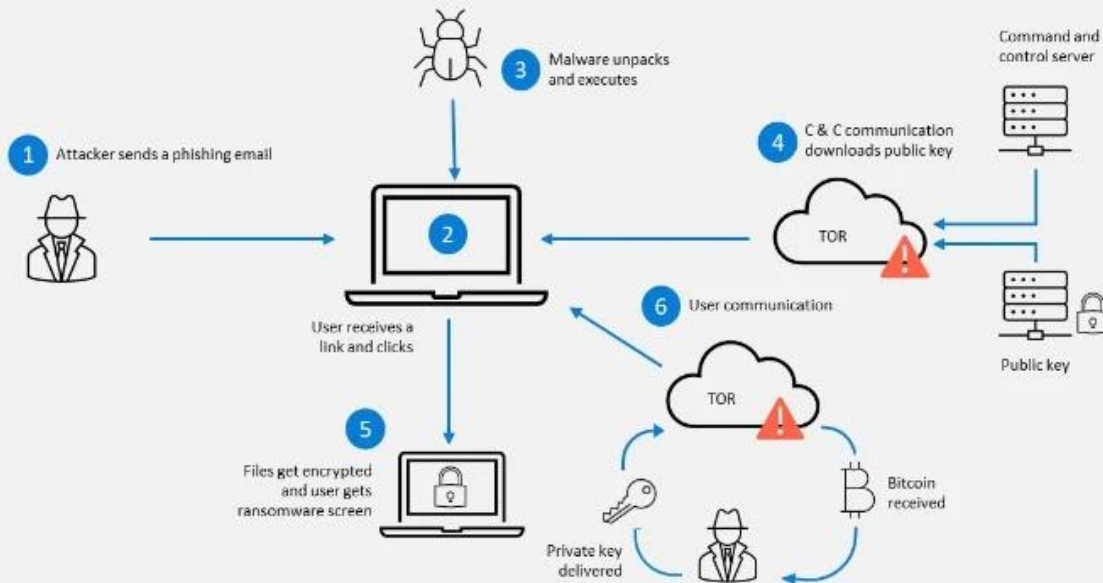 1
Attacker sends a phishing email
2
User receives a
link and clicks
3
Malware unpacks
and executes
4
C & C communication
downloads public key
TOR
Command and
control server
Public key
5
Files get encrypted
and user gets
ransomware screen
6
User communication
TOR
Bitcoin
received
Private key
delivered